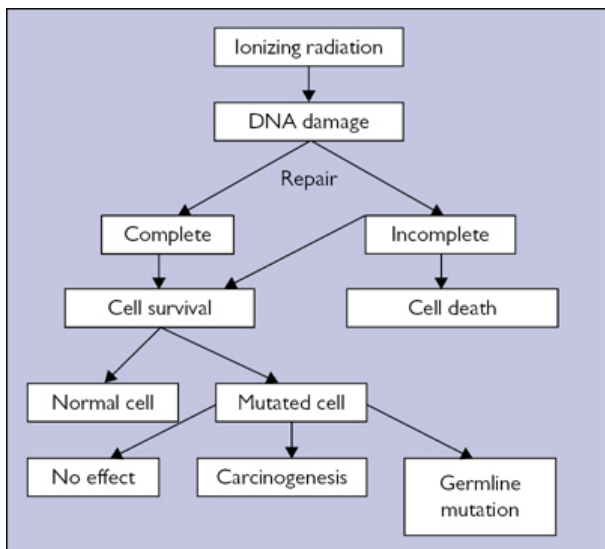 Ionizing radiation
DNA damage
Repair
Complete
Incomplete
Cell survival
Cell death
Normal cell
Mutated cell
No effect
Carcinogenesis
Germline
mutation